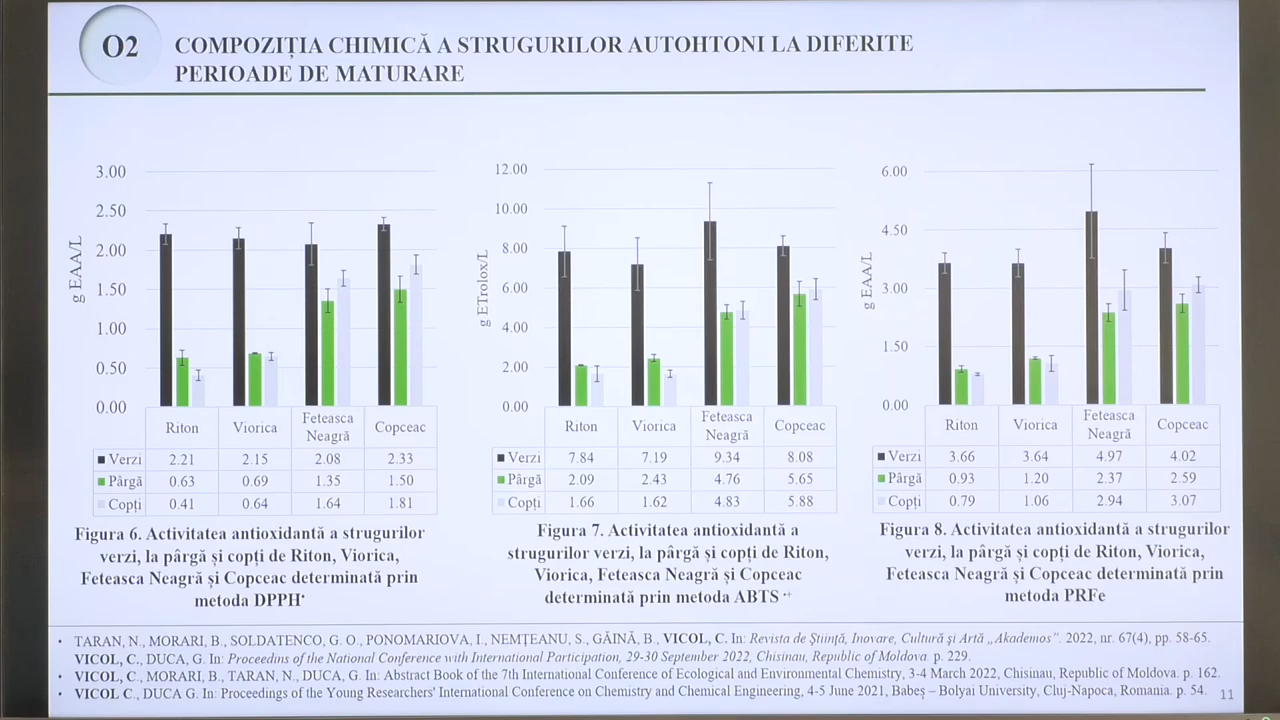 O2
COMPOZIȚIA CHIMICĂ A STRUGURILOR AUTOHTONI LA DIFERITE
PERIOADE DE MATURARE
3.00
2.50
2.00
1.50
1.00
0.50
0.00
g EAA/L
Riton Viorica Feteasca Neagră Copceac
Verzi 2.21 2.15 2.08 2.33
Pârgă 0.63 0.69 1.35 1.50
Copți 0.41 0.64 1.64 1.81
Figura 6. Activitatea antioxidantă a strugurilor
verzi, la pârgă și copți de Riton, Viorica,
Feteasca Neagră și Copceac determinată prin
metoda DPPH•
12.00
10.00
8.00
6.00
4.00
2.00
0.00
g ETrolox/L
Riton Viorica Feteasca Neagră Copceac
Verzi 7.84 7.19 9.34 8.08
Pârgă 2.09 2.43 4.76 5.65
Copți 1.66 1.62 4.83 5.88
Figura 7. Activitatea antioxidantă a
strugurilor verzi, la pârgă și copți de Riton,
Viorica, Feteasca Neagră și Copceac
determinată prin metoda ABTS •+
6.00
4.50
3.00
1.50
0.00
g EAA/L
Riton Viorica Feteasca Neagră Copceac
Verzi 3.66 3.64 4.97 4.02
Pârgă 0.93 1.20 2.37 2.59
Copți 0.79 1.06 2.94 3.07
Figura 8. Activitatea antioxidantă a strugurilor
verzi, la pârgă și copți de Riton, Viorica,
Feteasca Neagră și Copceac determinată prin
metoda PRFe
• TARAN, N., MORARI, B., SOLDATENCO, G. O., PONOMARIOVA, I., NEMȚEANU, S., GĂINĂ, B., VICOL, C. In: Revista de Știință, Inovare, Cultură și Artă „Akademos”. 2022, nr. 67(4), pp. 58-65.
VICOL, C., DUCA, G. In: Proceedins of the National Conference with International Participation, 29-30 September 2022, Chisinau, Republic of Moldova. p. 229.
• VICOL, C., MORARI, B., TARAN, N., DUCA, G. In: Abstract Book of the 7th International Conference of Ecological and Environmental Chemistry, 3-4 March 2022, Chisinau, Republic of Moldova. p. 162.
• VICOL C., DUCA G. In: Proceedings of the Young Researchers' International Conference on Chemistry and Chemical Engineering, 4-5 June 2021, Babeș – Bolyai University, Cluj-Napoca, Romania. p. 54.
11